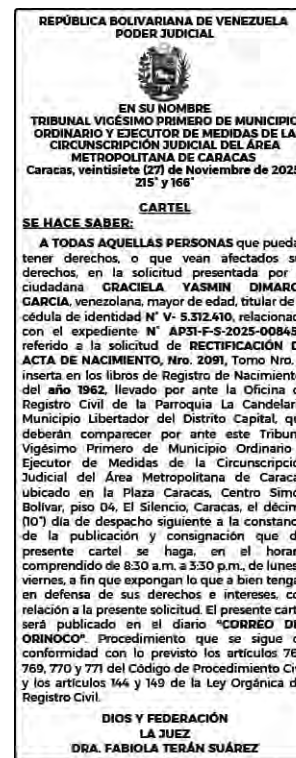 REPÚBLICA BOLIVARIANA DE VENEZUELA
PODER JUDICIAL
EN SU NOMBRE
TRIBUNAL VIGÉSIMO PRIMERO DE MUNICIPIO
ORDINARIO Y EJECUTOR DE MEDIDAS DE LA
CIRCUNSCRIPCIÓN JUDICIAL DEL ÁREA
METROPOLITANA DE CARACAS
Caracas, veintisiete (27) de Noviembre de 2025
215° y 166°
CARTEL
SE HACE SABER:
A TODAS AQUELLAS PERSONAS que pueda
tener derechos, o que vean afectados su
derechos, en la solicitud presentada por
ciudadana GRACIELA YASMIN DIMARC
GARCIA, venezolana, mayor de edad, titular de
cédula de identidad N° V- 5.312.410, relaciona
con el expediente N° AP31-F-S-2025-00845
referido a la solicitud de RECTIFICACIÓN D
ACTA DE NACIMIENTO, Nro. 2091, Tomo Nro.
inserta en los libros de Registro de Nacimient
del año 1962, llevado por ante la Oficina d
Registro Civil de la Parroquia La Candelar
Municipio Libertador del Distrito Capital, qu
deberán comparecer por ante este Tribun
Vigésimo Primero de Municipio Ordinario
Ejecutor de Medidas de la Circunscripció
Judicial del Área Metropolitana de Caraca
ubicado en la Plaza Caracas, Centro Simó
Bolívar, piso 04, El Silencio, Caracas, el décim
(10°) día de despacho siguiente a la constanc
de la publicación y consignación que d
presente cartel se haga, en el horar
comprendido de 8:30 a.m. a 3:30 p.m., de lunes
viernes, a fin que expongan lo que a bien tenga
en defensa de sus derechos e intereses, co
relación a la presente solicitud. El presente cart
será publicado en el diario "CORREO DE
ORINOCO". Procedimiento que se sigue d
conformidad con lo previsto los artículos 76
769, 770 y 771 del Código de Procedimiento Civ
y los artículos 144 y 149 de la Ley Orgánica d
Registro Civil.
DIOS Y FEDERACIÓN
LA JUEZ
DRA. FABIOLA TERÁN SUÁREZ